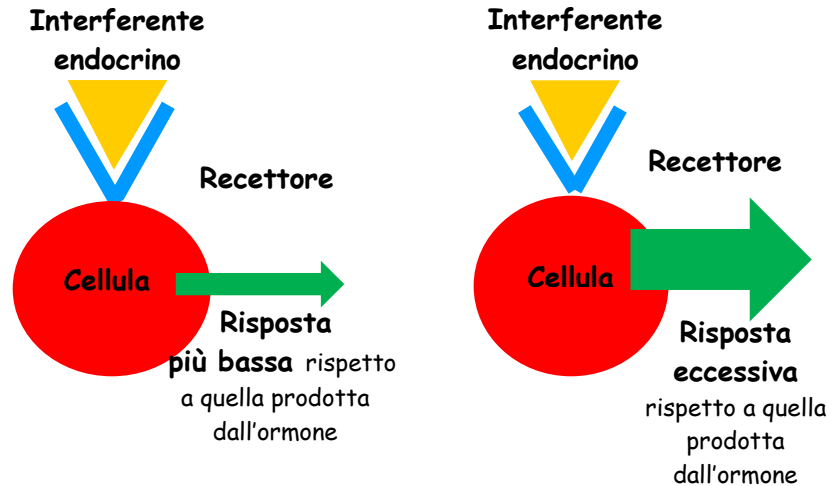 Interferente
endocrino
Recettore
Cellula
Risposta
più bassa rispetto
a quella prodotta
dall'ormone
Interferente
endocrino
Recettore
Cellula
Risposta
eccessiva
rispetto a quella
prodotta
dall'ormone